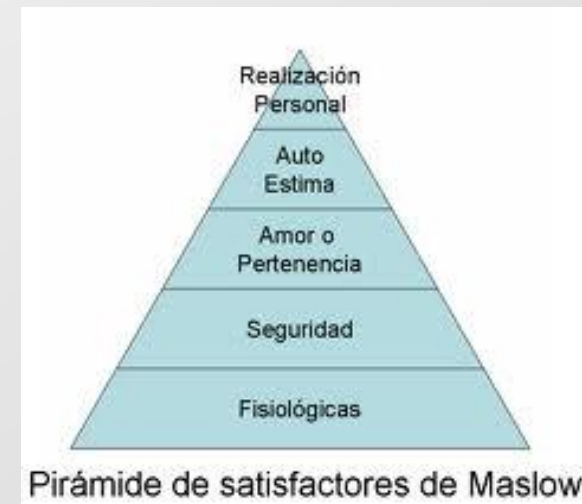 Realización
Personal
Auto
Estima
Amor o
Pertenencia
Seguridad
Fisiológicas
Pirámide de satisfactores de Maslow